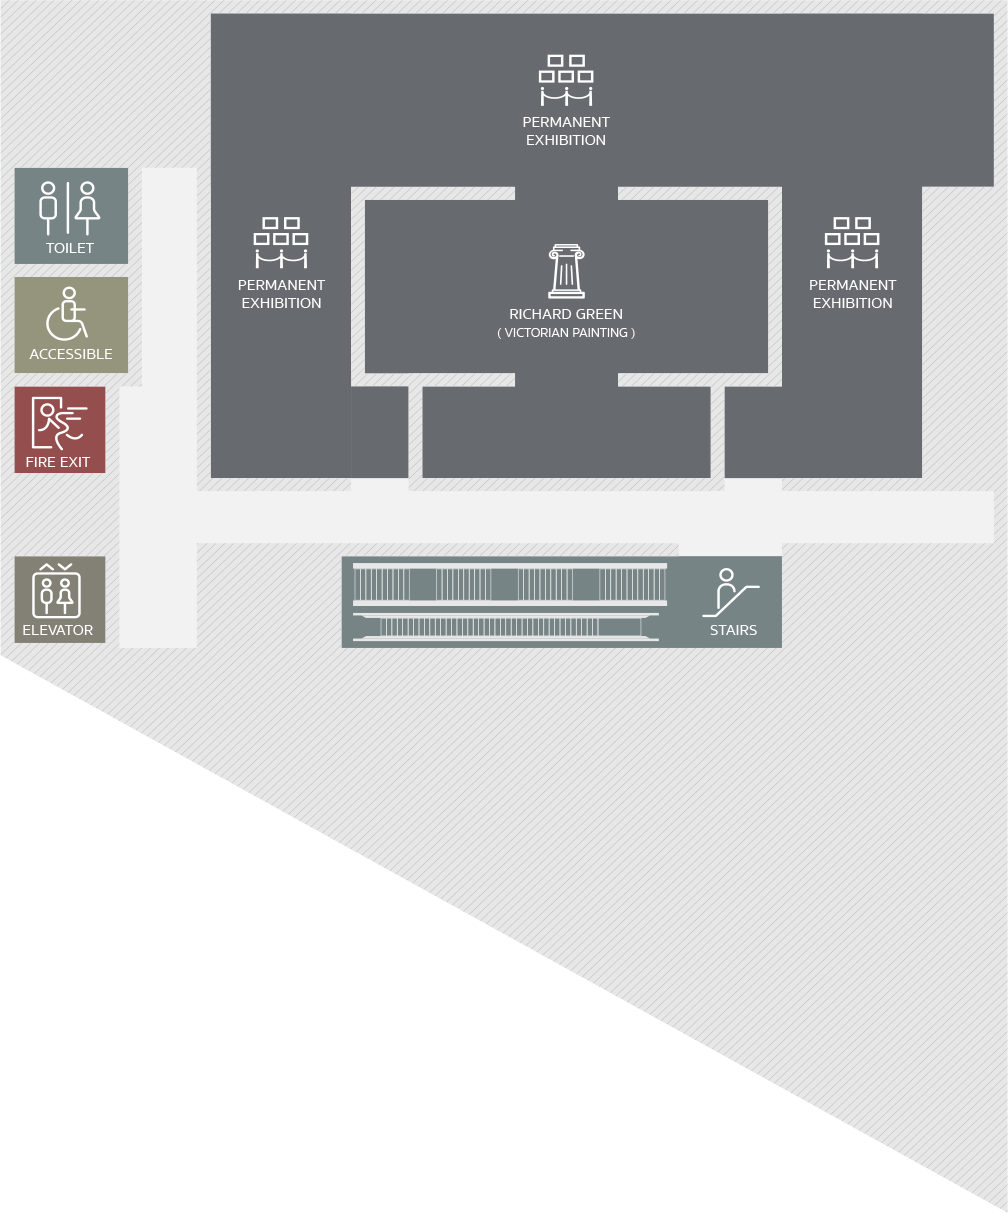 PERMANENT
EXHIBITION
TOILET
PERMANENT
EXHIBITION
PERMANENT
EXHIBITION
RICHARD GREEN
( VICTORIAN PAINTING )
ACCESSIBLE
FIRE EXIT
ELEVATOR
STAIRS